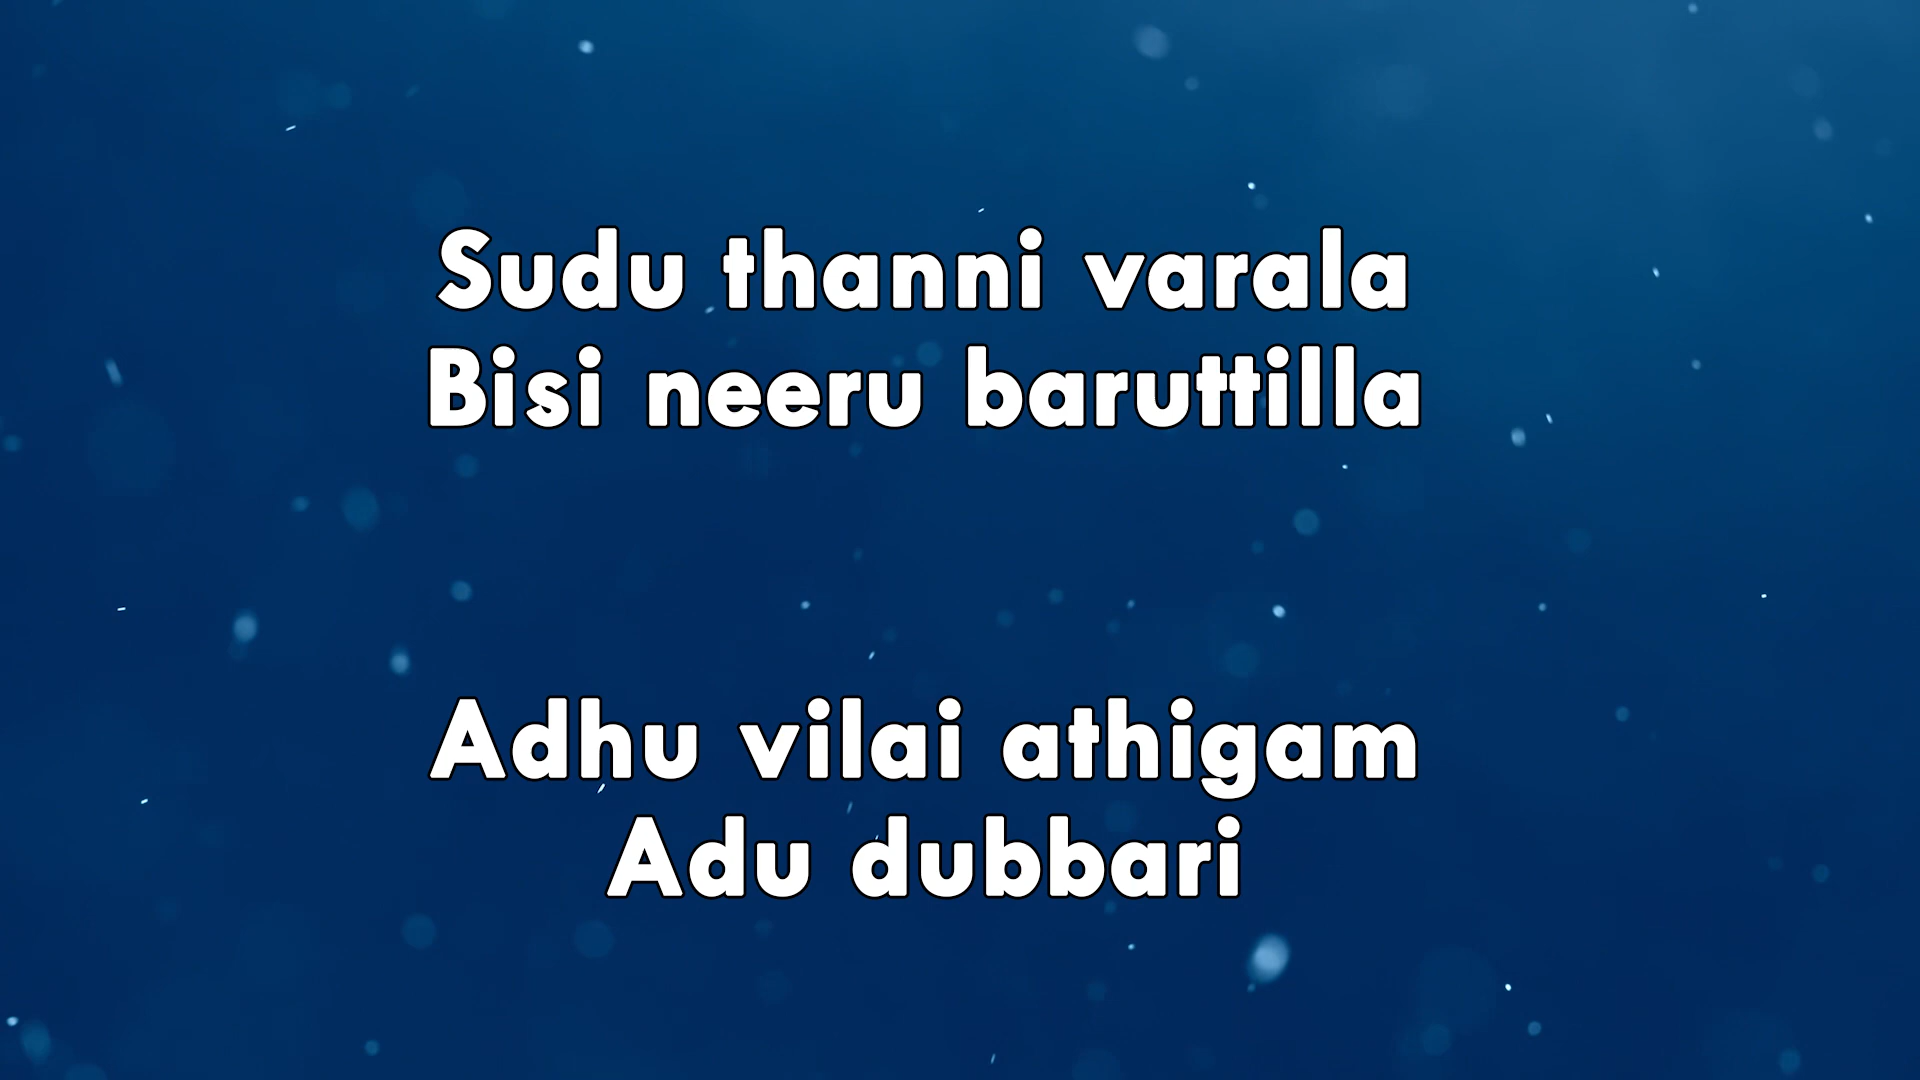 Sudu thanni varala
Bisi neeru baruttilla
Adhu vilai athigam
Adu dubbari